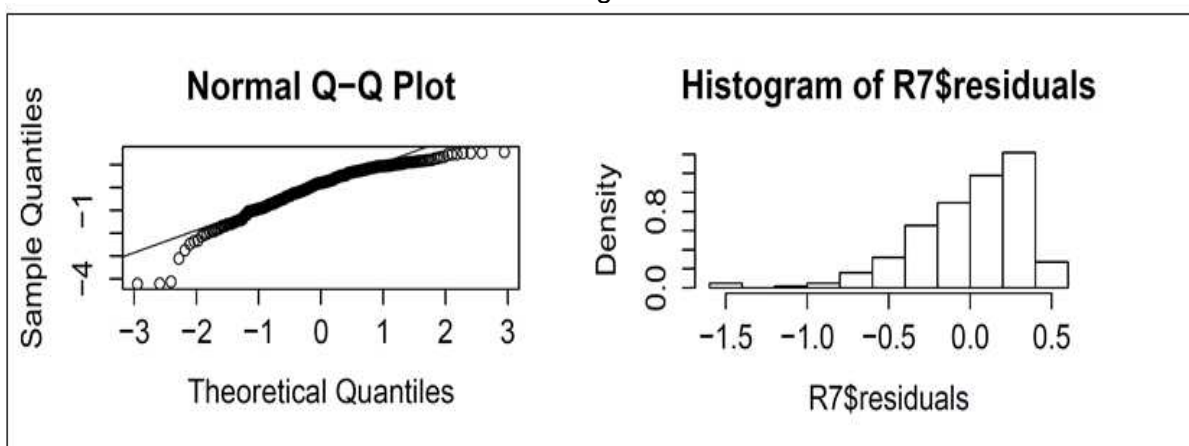 Normal Q−Q Plot
Sample Quantiles
−1
−4
−3 −2 −1 0 1 2 3
Theoretical Quantiles
Histogram of R7$residuals
Density
0.8
0.0
−1.5 −1.0 −0.5 0.0 0.5
R7$residuals